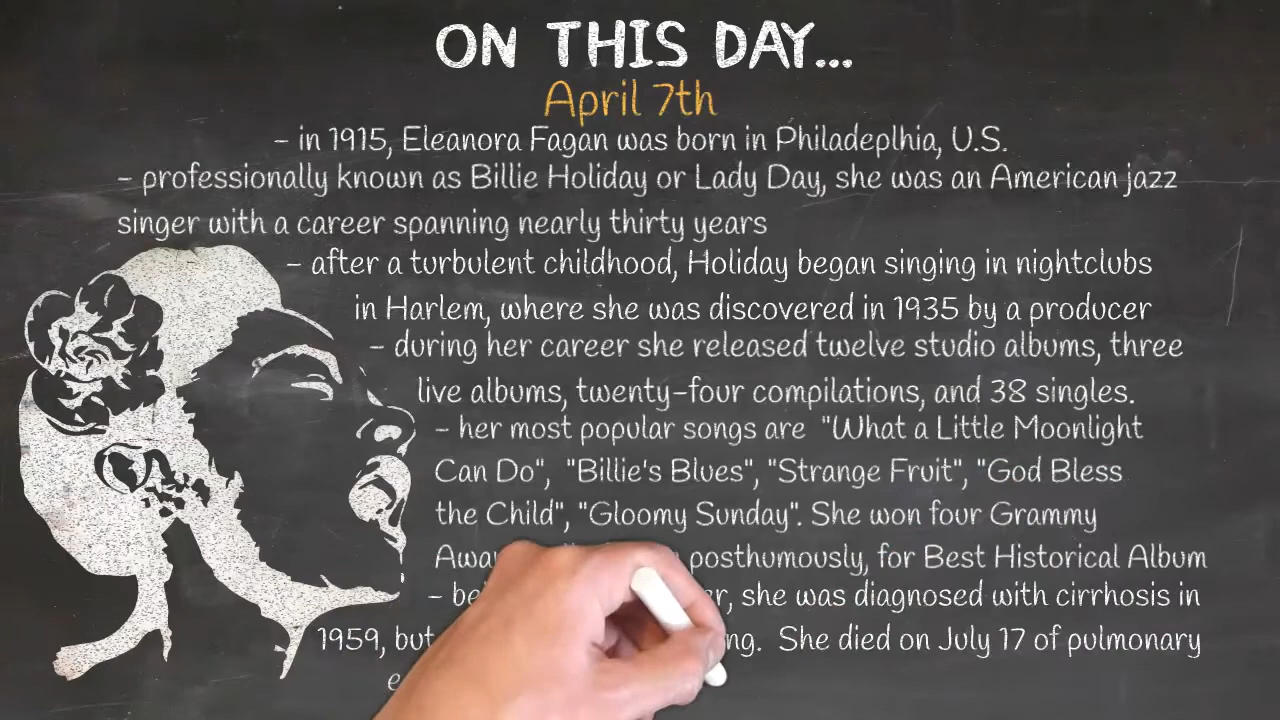 ON THIS DAY...
April 7th
- in 1915, Eleanora Fagan was born in Philadeplhia, U.S.
- professionally known as Billie Holiday or Lady Day, she was an American jazz
singer with a career spanning nearly thirty years
- after a turbulent childhood, Holiday began singing in nightclubs
in Harlem, where she was discovered in 1935 by a producer
- during her career she released twelve studio albums, three
live albums, twenty-four compilations, and 38 singles.
- her most popular songs are "What a Little Moonlight
Can Do", "Billie's Blues", "Strange Fruit", "God Bless
the Child", "Gloomy Sunday". She won four Grammy
posthumously, for Best Historical Album
- she was diagnosed with cirrhosis in
1959, but She died on July 17 of pulmonary